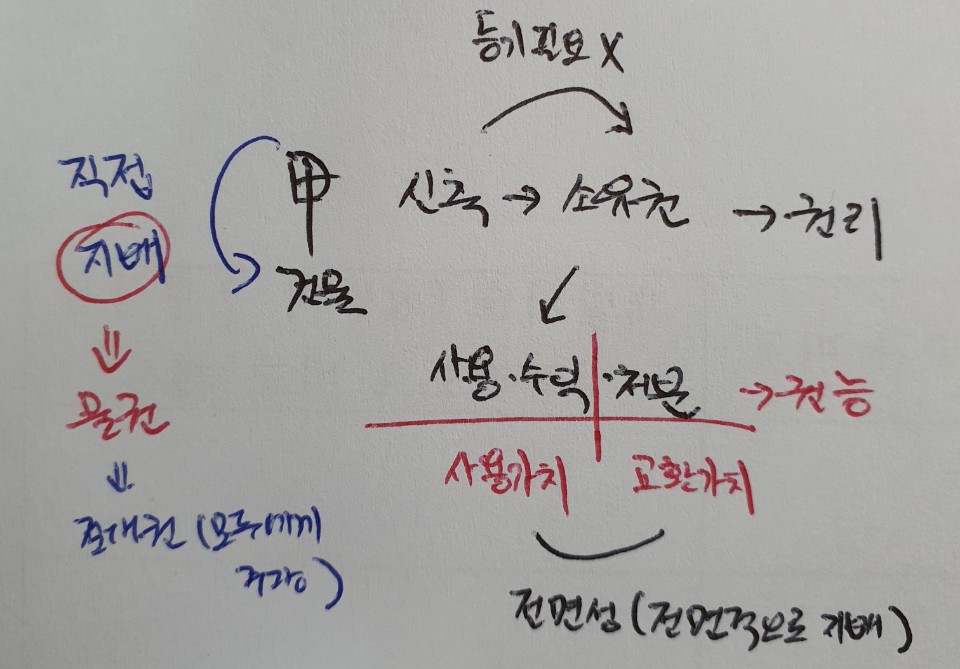 등기필요 X
직접
지배
甲
건물
신축 → 소유권 → 권리
사용·수익·처분 → 권능
사용가치 교환가치
물권
절대권 (모두에게
주장)
전면성 (전면적으로 지배)